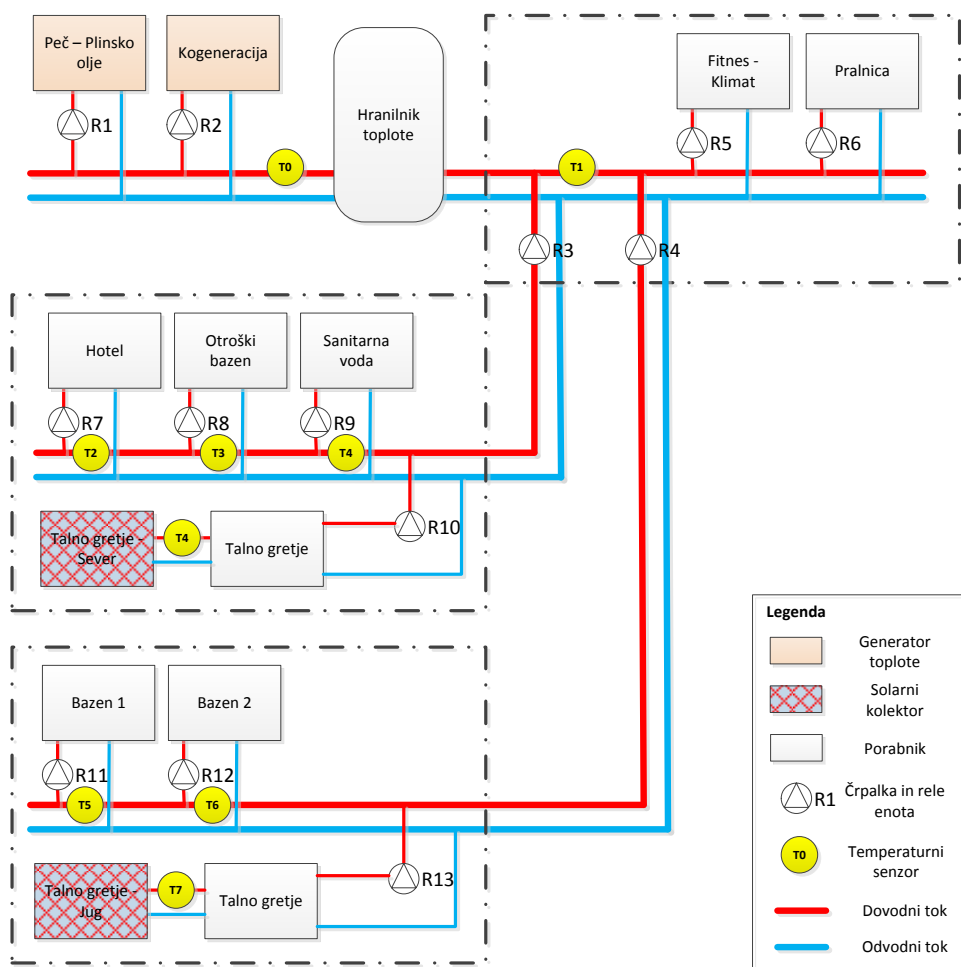 Peč – Plinsko
olje
Kogeneracija
R1
R2
T0
Hranilnik
toplote
Fitnes -
Klimat
Pralnica
R5
R6
T1
R3
R4
Hotel
Otroški
bazen
Sanitarna
voda
R7
R8
R9
T2
T3
T4
R10
Talno gretje -
Sever
T4
Talno gretje
Bazen 1
Bazen 2
R11
R12
T5
T6
R13
Talno gretje -
Jug
T7
Talno gretje
Legenda
Generator
toplote
Solarni
kolektor
Porabnik
R1
Črpalka in rele
enota
T0
Temperaturni
senzor
Dovodni tok
Odvodni tok